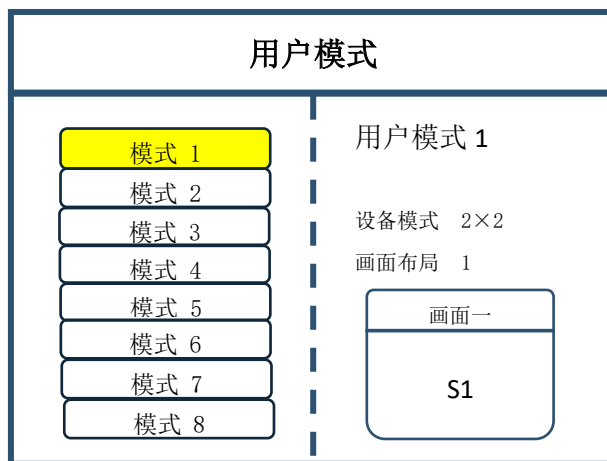 用户模式
模式 1
模式 2
模式 3
模式 4
模式 5
模式 6
模式 7
模式 8
用户模式 1
设备模式 2×2
画面布局 1
画面一
S1